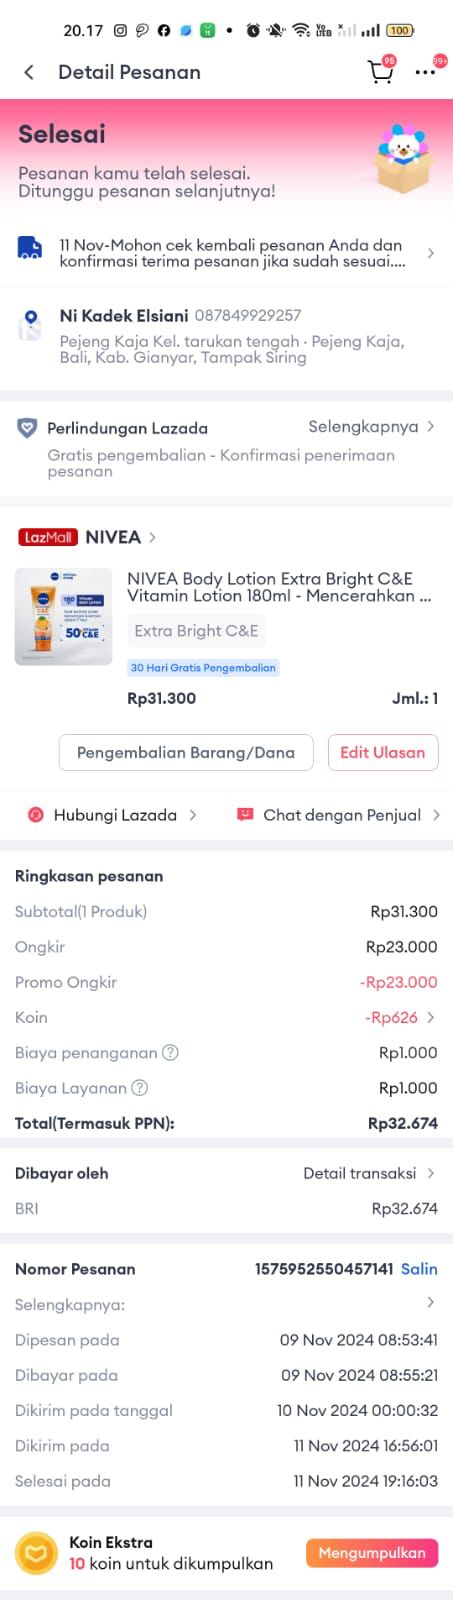 20.17
VoLTE
100
Detail Pesanan
95
99+
Selesai
Pesanan kamu telah selesai.
Ditunggu pesanan selanjutnya!
11 Nov-Mohon cek kembali pesanan Anda dan
konfirmasi terima pesanan jika sudah sesuai....
Ni Kadek Elsiani 087849929257
Pejeng Kaja Kel. tarukan tengah · Pejeng Kaja,
Bali, Kab. Gianyar, Tampak Siring
Perlindungan Lazada Selengkapnya
Gratis pengembalian - Konfirmasi penerimaan
pesanan
LazMall NIVEA
NIVEA Body Lotion Extra Bright C&E
Vitamin Lotion 180ml - Mencerahkan ...
Extra Bright C&E
30 Hari Gratis Pengembalian
Rp31.300 Jml.: 1
NIVEA
C&E
180
50
C&E
Pengembalian Barang/Dana Edit Ulasan
Hubungi Lazada Chat dengan Penjual
Ringkasan pesanan
Subtotal(1 Produk) Rp31.300
Ongkir Rp23.000
Promo Ongkir -Rp23.000
Koin -Rp626
Biaya penanganan ? Rp1.000
Biaya Layanan ? Rp1.000
Total(Termasuk PPN): Rp32.674
Dibayar oleh Detail transaksi
BRI Rp32.674
Nomor Pesanan 1575952550457141 Salin
Selengkapnya:
Dipesan pada 09 Nov 2024 08:53:41
Dibayar pada 09 Nov 2024 08:55:21
Dikirim pada tanggal 10 Nov 2024 00:00:32
Dikirim pada 11 Nov 2024 16:56:01
Selesai pada 11 Nov 2024 19:16:03
Koin Ekstra
10 koin untuk dikumpulkan
Mengumpulkan